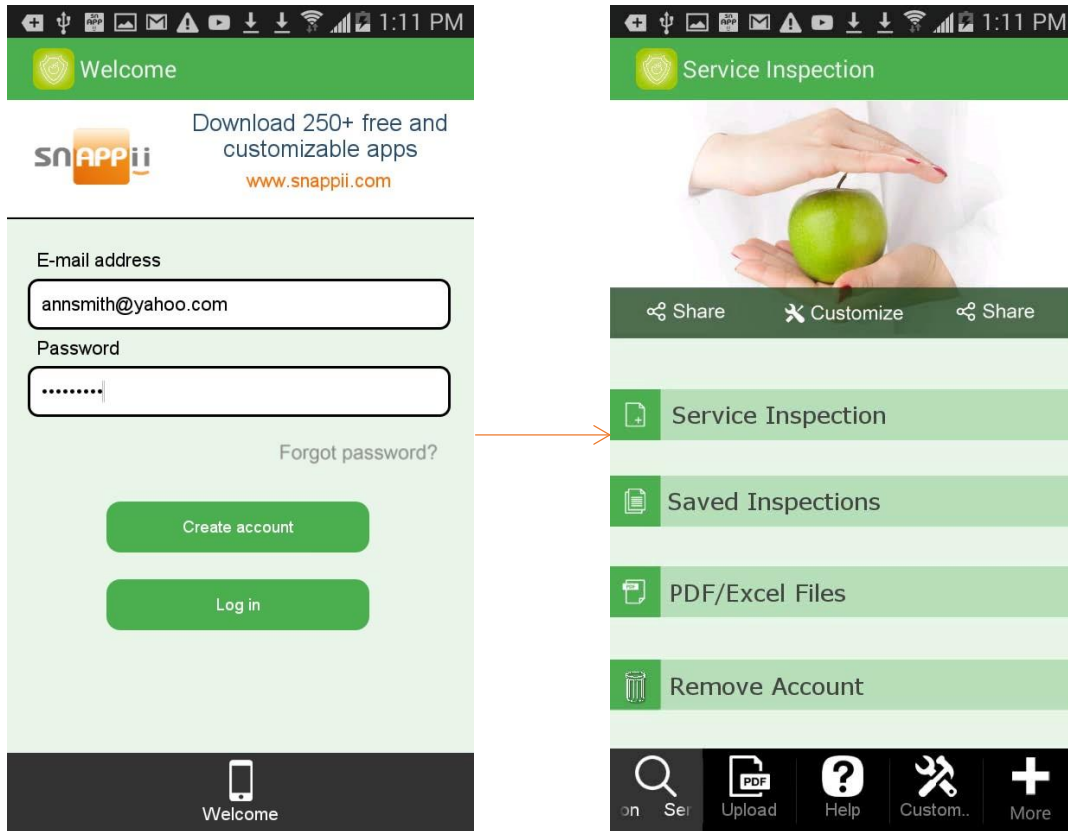 1:11 PM
Welcome
snAPPii
Download 250+ free and
customizable apps
www.snappii.com
E-mail address
annsmith@yahoo.com
Password
Forgot password?
Create account
Log in
Welcome
1:11 PM
Service Inspection
Share
Customize
Share
Service Inspection
Saved Inspections
PDF/Excel Files
Remove Account
on Ser
PDF
Upload
Help
Custom..
More